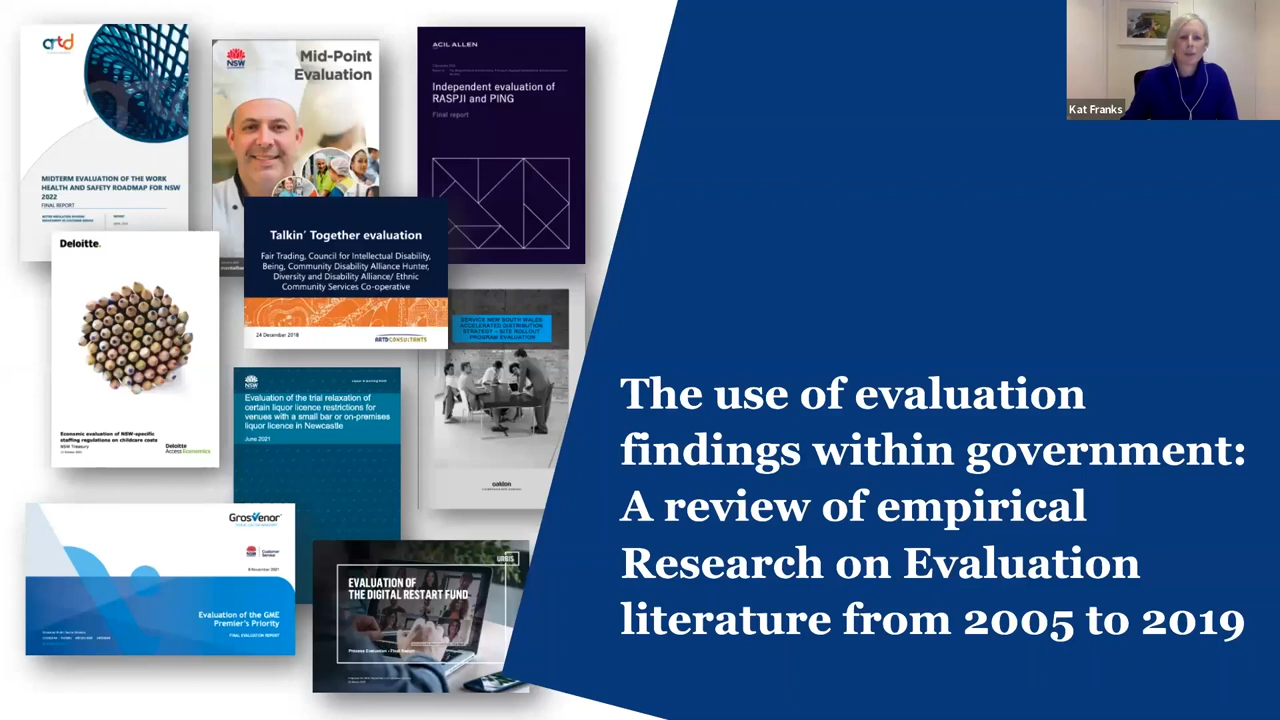 artd
MIDTERM EVALUATION OF THE WORK
HEALTH AND SAFETY ROADMAP FOR NSW
2022
FINAL REPORT
NSW
Mid-Point
Evaluation
ACIL ALLEN
Independent evaluation of
RASPJI and PING
Final report
Kat Franks
Deloitte.
Economic evaluation of NSW-specific
staffing regulations on childcare costs
NSW Treasury
Deloitte
Access Economics
Talkin' Together evaluation
Fair Trading, Council for Intellectual Disability,
Being, Community Disability Alliance Hunter,
Diversity and Disability Alliance/ Ethnic
Community Services Co-operative
24 December 2018
ARTD CONSULTANTS
SERVICE NEW SOUTH WALES
ACCELERATED DISTRIBUTION
STRATEGY – SITE ROLLOUT
PROGRAM EVALUATION
NSW
Evaluation of the trial relaxation of
certain liquor licence restrictions for
venues with a small bar or on-premises
liquor licence in Newcastle
June 2021
Grosvenor
NSW
Customer
Service
8 November 2021
Evaluation of the GME
Premier's Priority
FINAL EVALUATION REPORT
URBIS
EVALUATION OF
THE DIGITAL RESTART FUND
Process Evaluation - Final Report
The use of evaluation
findings within government:
A review of empirical
Research on Evaluation
literature from 2005 to 2019